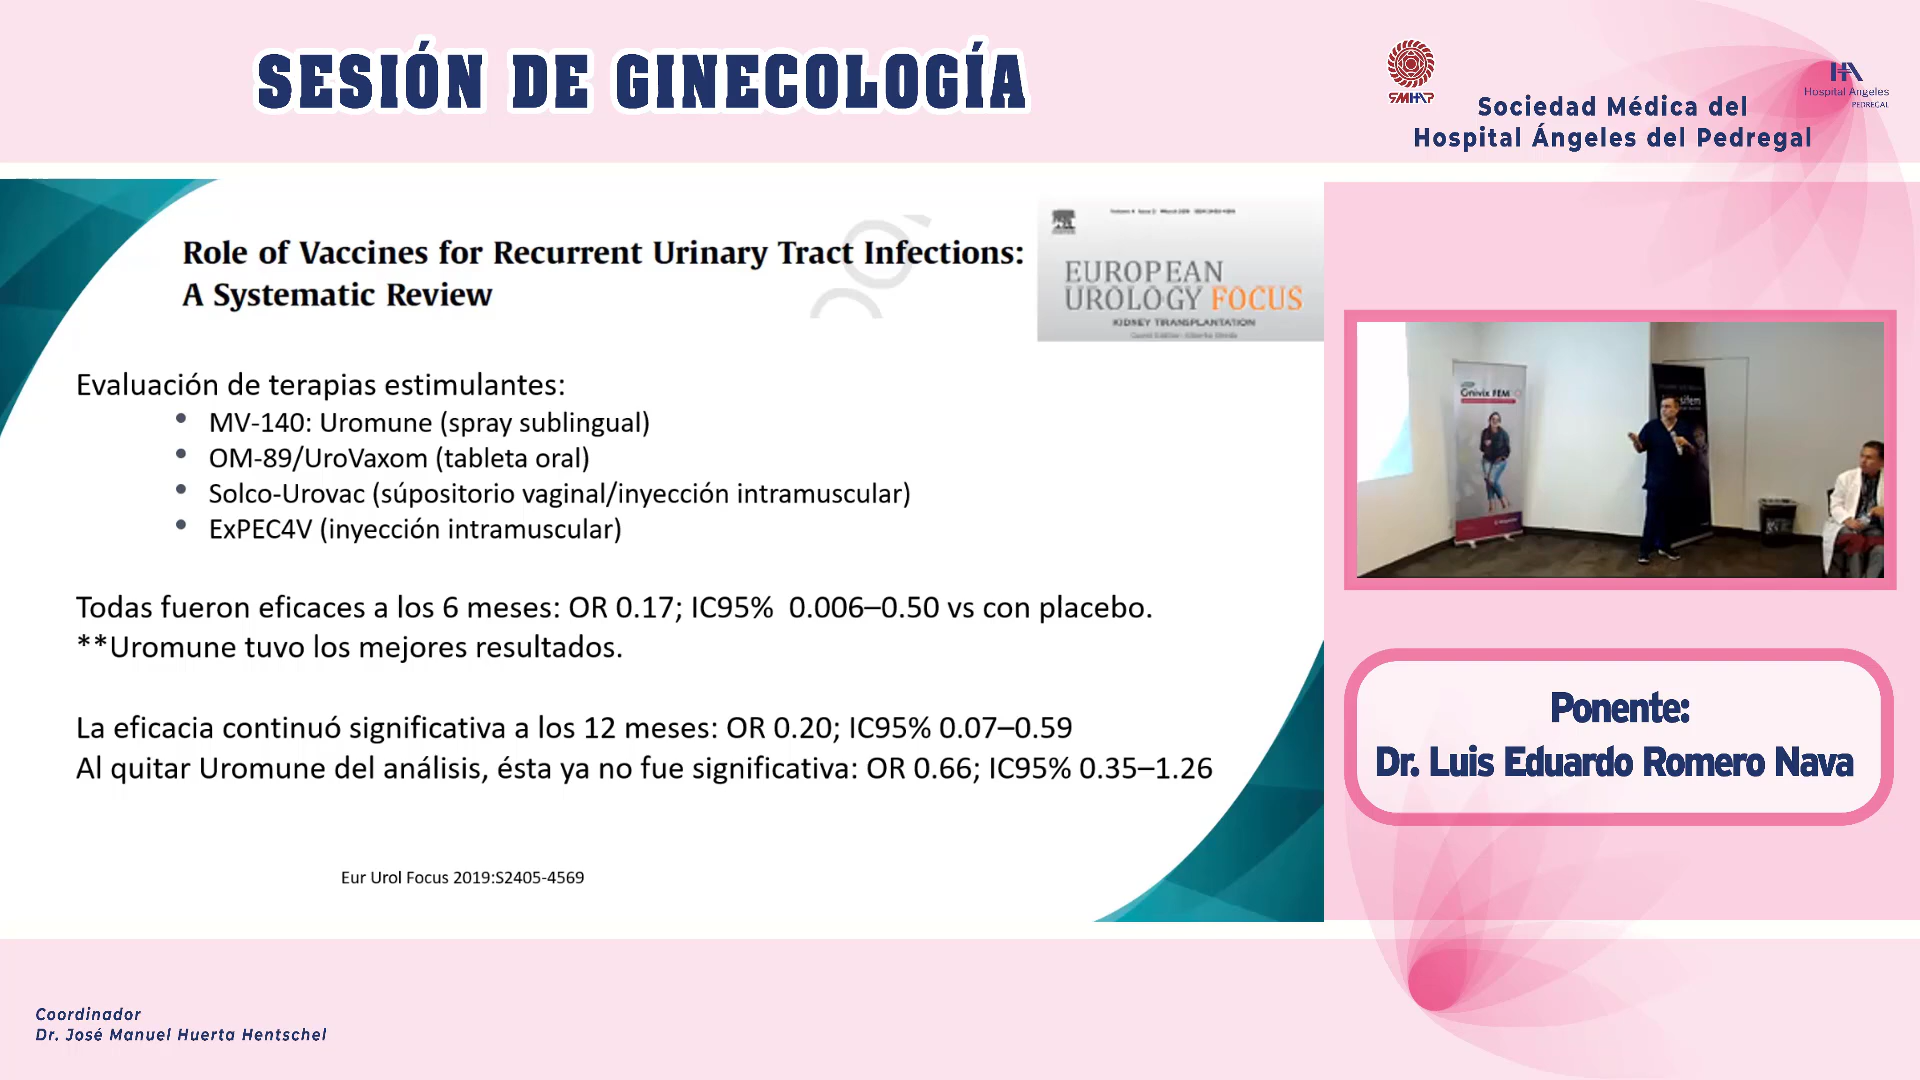 SESIÓN DE GINECOLOGÍA
SMHAP
Sociedad Médica del
Hospital Ángeles del Pedregal
HA
Hospital Angeles
PEDREGAL
Role of Vaccines for Recurrent Urinary Tract Infections:
A Systematic Review
EUROPEAN
UROLOGY FOCUS
KIDNEY TRANSPLANTATION
Evaluación de terapias estimulantes:
• MV-140: Uromune (spray sublingual)
• OM-89/UroVaxom (tableta oral)
• Solco-Urovac (súpositorio vaginal/inyección intramuscular)
• ExPEC4V (inyección intramuscular)
Todas fueron eficaces a los 6 meses: OR 0.17; IC95% 0.006–0.50 vs con placebo.
**Uromune tuvo los mejores resultados.
La eficacia continuó significativa a los 12 meses: OR 0.20; IC95% 0.07–0.59
Al quitar Uromune del análisis, ésta ya no fue significativa: OR 0.66; IC95% 0.35–1.26
Eur Urol Focus 2019:S2405-4569
Gnivix FEM
Ponente:
Dr. Luis Eduardo Romero Nava
Coordinador
Dr. José Manuel Huerta Hentschel